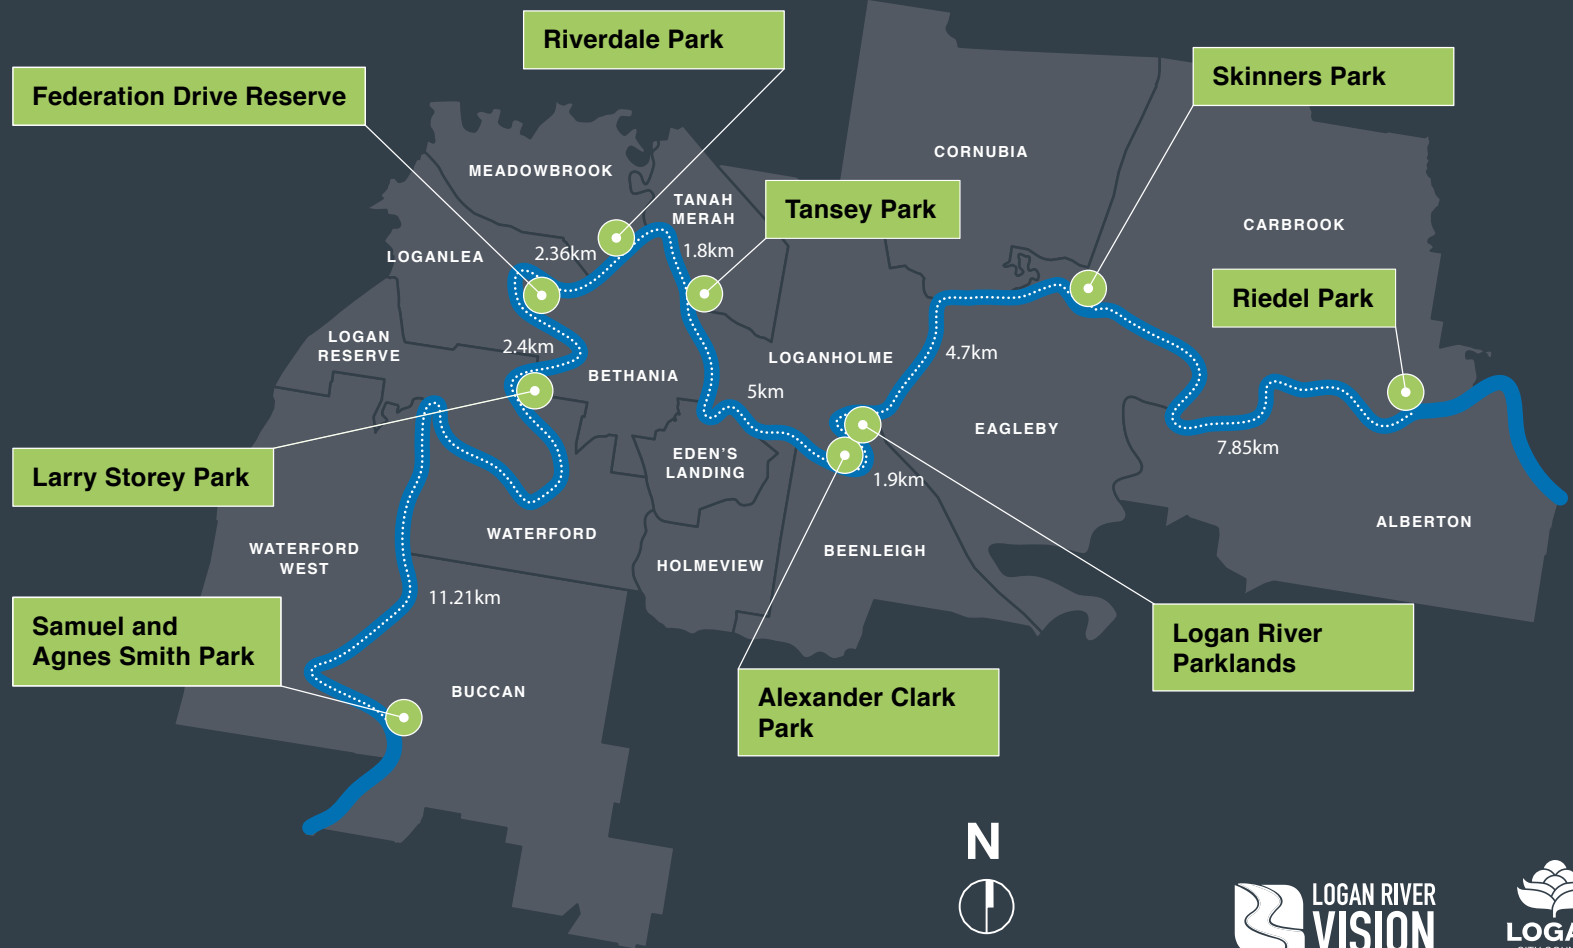 Riverdale Park
Federation Drive Reserve
Skinners Park
CORNUBIA
MEADOWBROOK
TANAH
MERAH
Tansey Park
CARBROOK
LOGANLEA
2.36km
1.8km
Riedel Park
LOGAN
RESERVE
2.4km
BETHANIA
LOGANHOLME
4.7km
5km
EAGLEBY
7.85km
EDEN'S
LANDING
1.9km
Larry Storey Park
WATERFORD
WATERFORD
WEST
HOLMEVIEW
BEENLEIGH
ALBERTON
11.21km
Samuel and
Agnes Smith Park
BUCCAN
Logan River
Parklands
Alexander Clark
Park
N
LOGAN RIVER
VISION